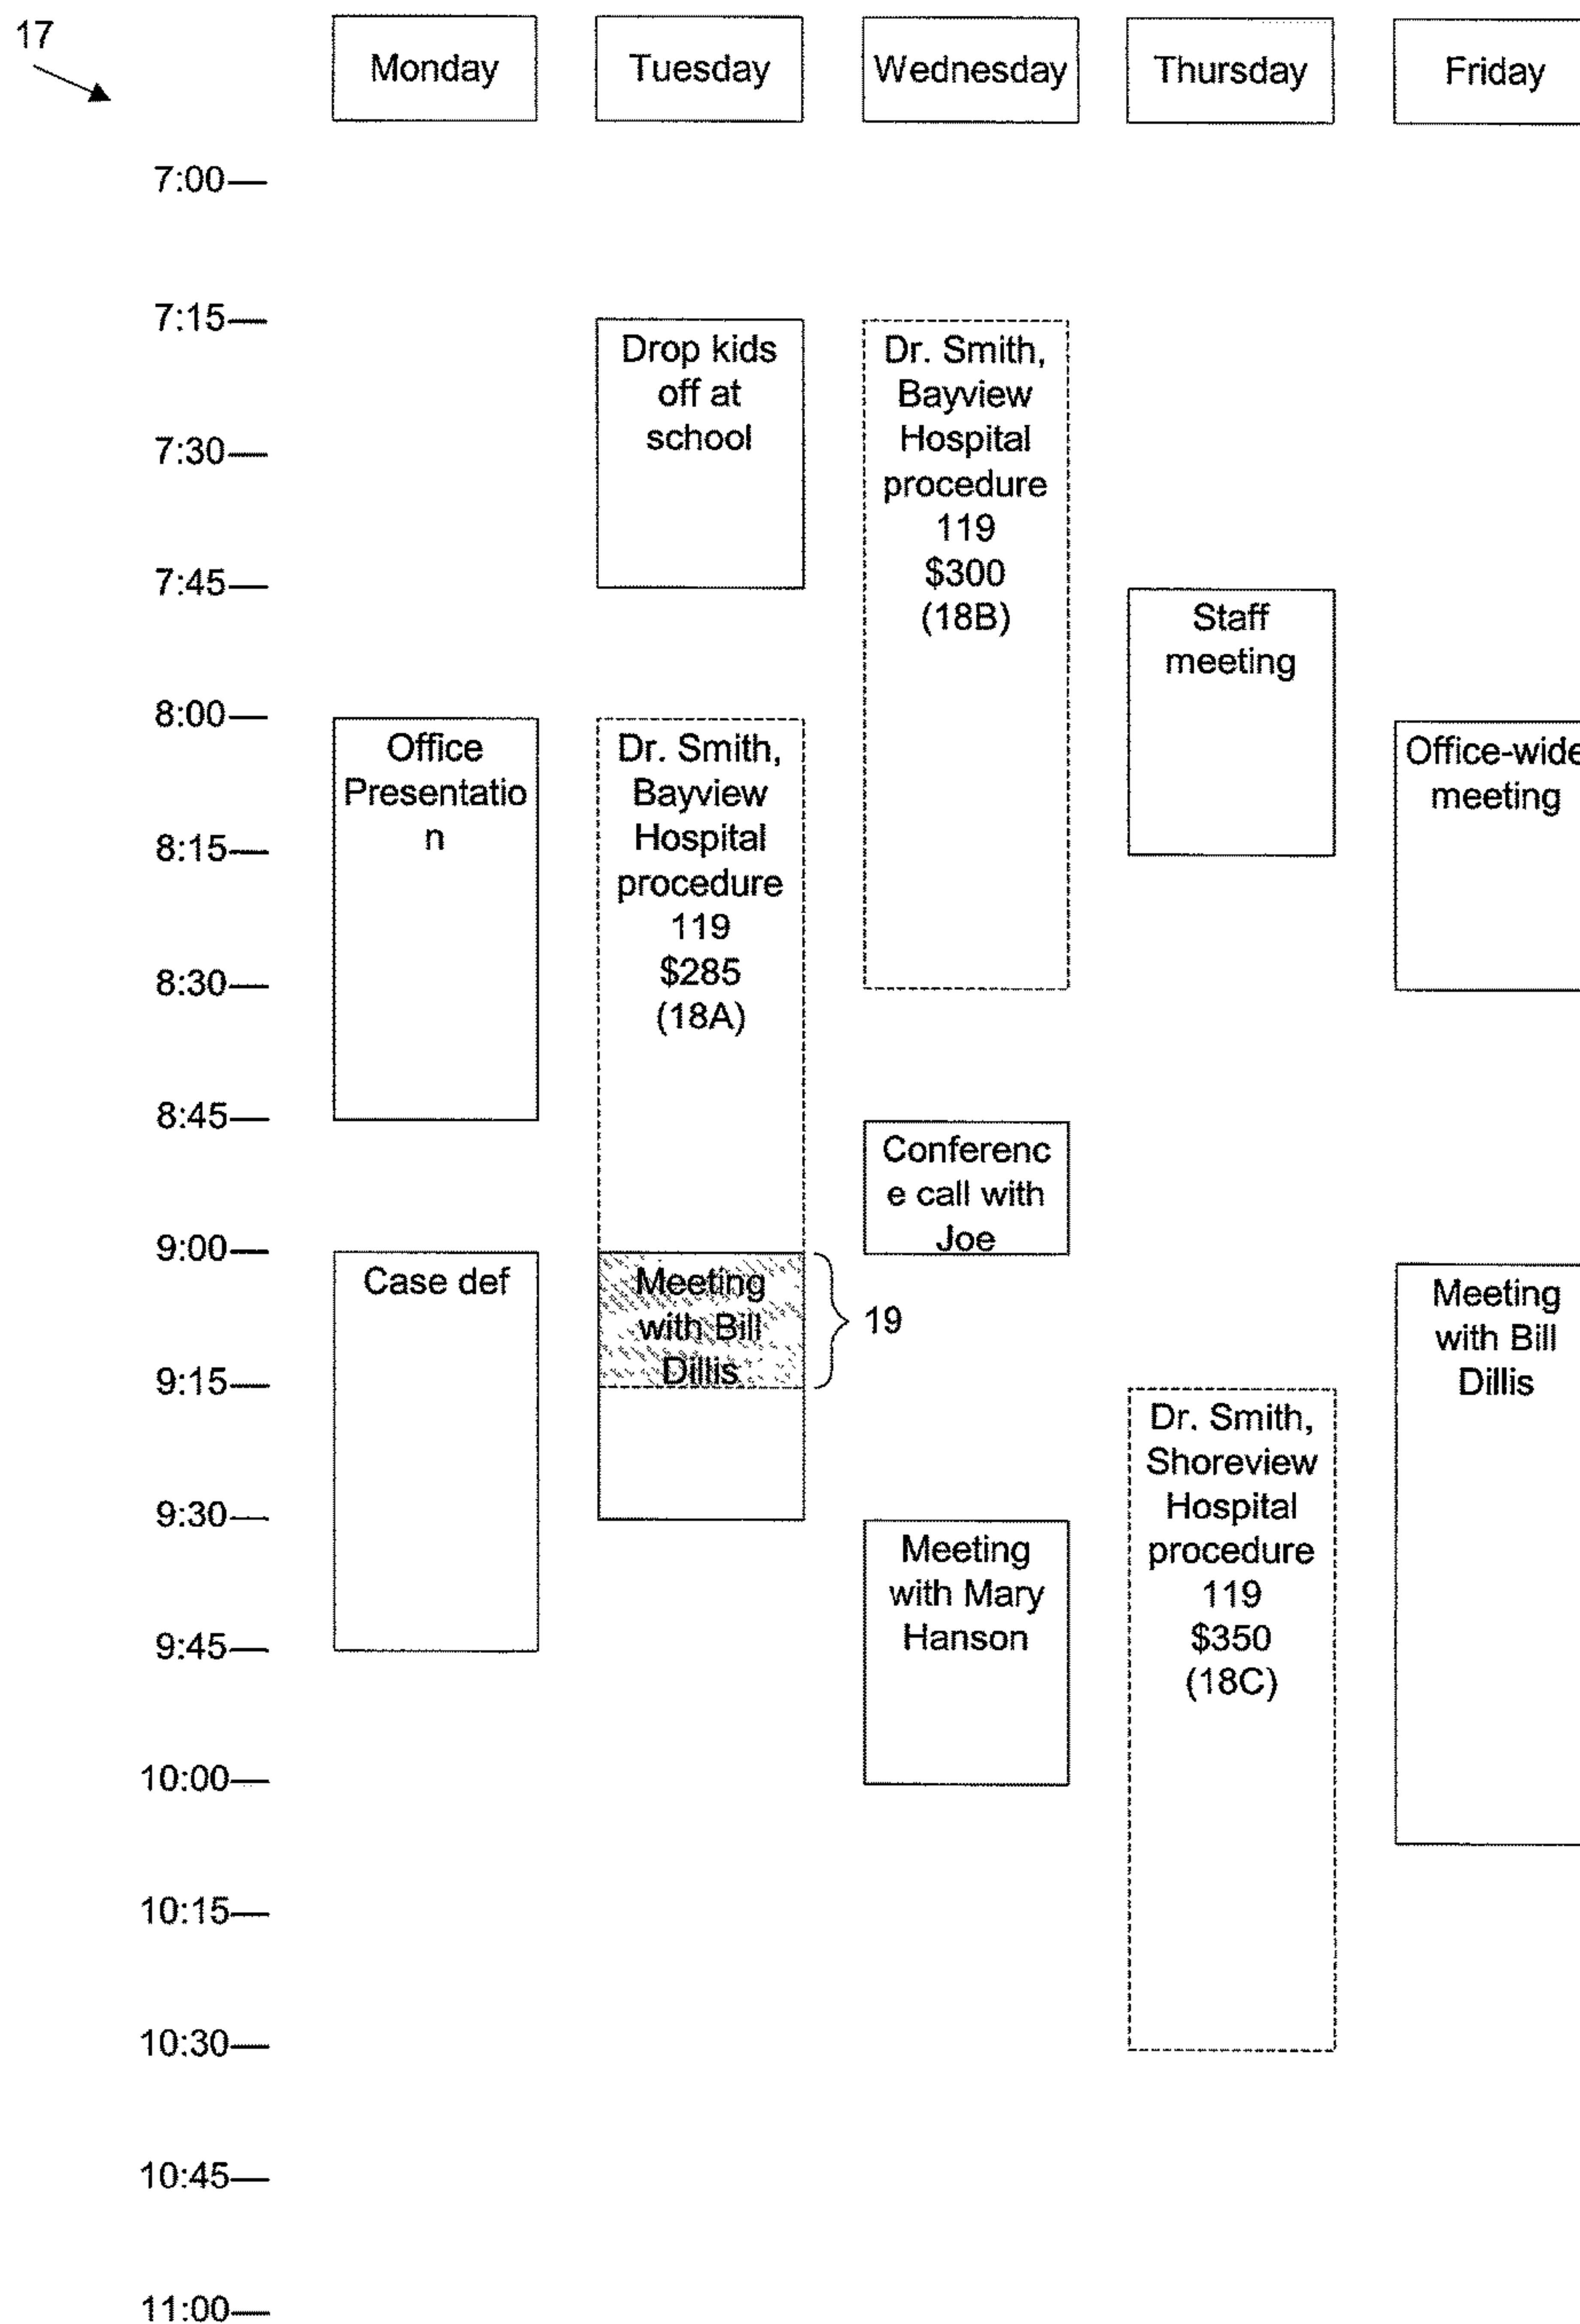 17
Monday
Tuesday
Wednesday
Thursday
Friday
7:00
7:15
7:30
7:45
8:00
8:15
8:30
8:45
9:00
9:15
9:30
9:45
10:00
10:15
10:30
10:45
11:00
Office
Presentatio
n
Case def
Drop kids
off at
school
Dr. Smith,
Bayview
Hospital
procedure
119
$285
(18A)
Meeting
with Bill
Dillis
19
Dr. Smith,
Bayview
Hospital
procedure
119
$300
(18B)
Conferenc
e call with
Joe
Meeting
with Mary
Hanson
Staff
meeting
Dr. Smith,
Shoreview
Hospital
procedure
119
$350
(18C)
Office-wide
meeting
Meeting
with Bill
Dillis